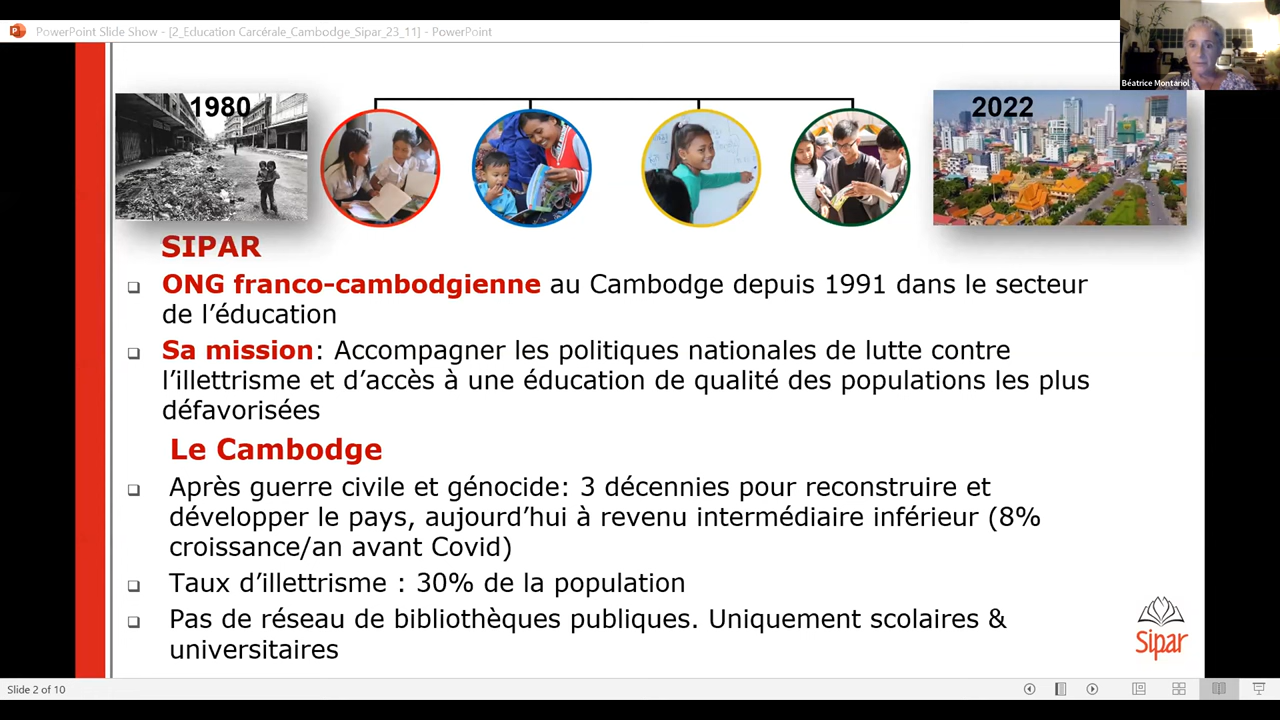 PowerPoint Slide Show - [2_Education Carcérale_Cambodge_Sipar_23_11] - PowerPoint
Béatrice Montariol
1980
2022
SIPAR
ONG franco-cambodgienne au Cambodge depuis 1991 dans le secteur
de l’éducation
Sa mission: Accompagner les politiques nationales de lutte contre
l’illettrisme et d’accès à une éducation de qualité des populations les plus
défavorisées
Le Cambodge
Après guerre civile et génocide: 3 décennies pour reconstruire et
développer le pays, aujourd’hui à revenu intermédiaire inférieur (8%
croissance/an avant Covid)
Taux d’illettrisme : 30% de la population
Pas de réseau de bibliothèques publiques. Uniquement scolaires &
universitaires
Sipar
Slide 2 of 10